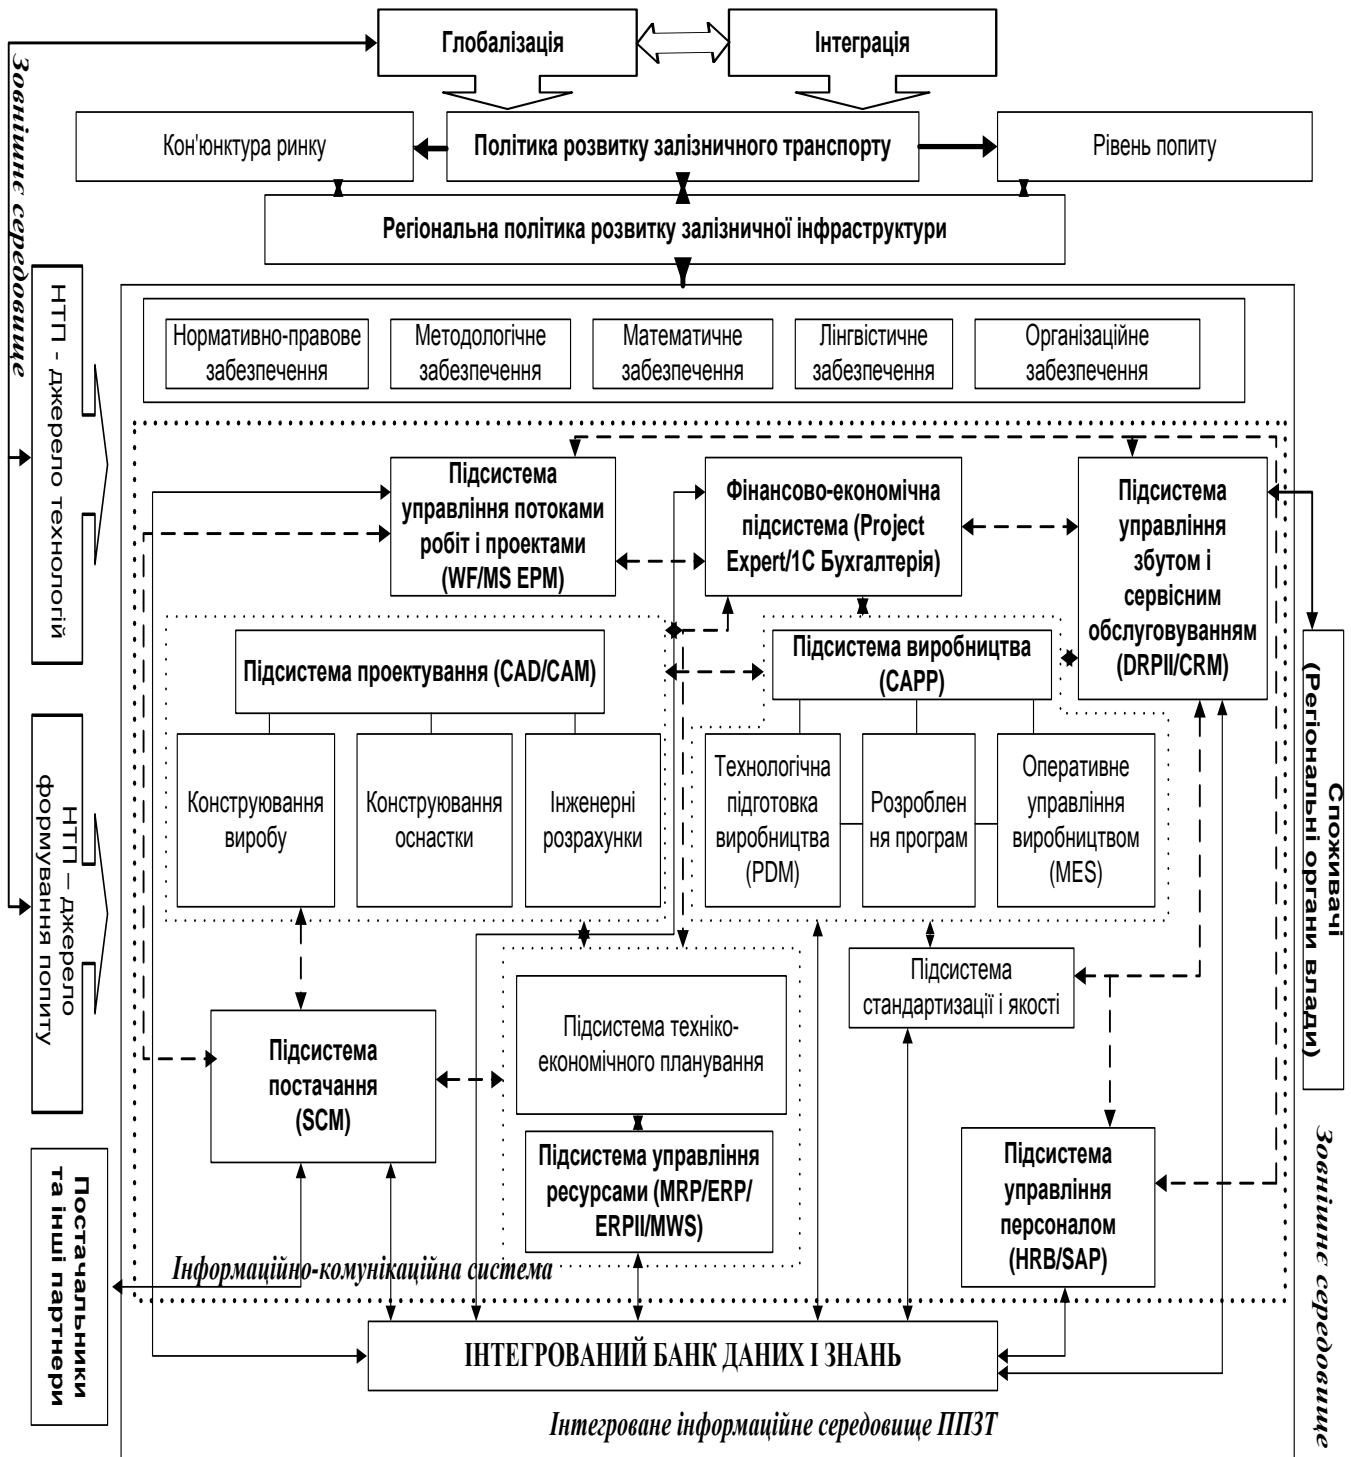 Зовнішнє середовище
Глобалізація
Інтеграція
Кон'юнктура ринку
Політика розвитку залізничного транспорту
Рівень попиту
Регіональна політика розвитку залізничної інфраструктури
НТП - джерело технологій
Нормативно-правове
забезпечення
Методологічне
забезпечення
Математичне
забезпечення
Лінгвістичне
забезпечення
Організаційне
забезпечення
Підсистема
управління потоками
робіт і проектами
(WF/MS EPM)
Фінансово-економічна
підсистема (Project
Expert/1С Бухгалтерія)
Підсистема
управління
збутом і
сервісним
обслуговуванням
(DRPII/CRM)
Підсистема проектування (CAD/CAM)
Підсистема виробництва
(CAPP)
Конструювання
виробу
Конструювання
оснастки
Інженерні
розрахунки
Технологічна
підготовка
виробництва
(PDM)
Розроблен
ня програм
Оперативне
управління
виробництвом
(MES)
НТП – джерело
формування попиту
Споживачі
(Регіональні органи влади)
Підсистема
стандартизації і якості
Підсистема техніко-
економічного планування
Підсистема
постачання
(SCM)
Підсистема управління
ресурсами (MRP/ERP/
ERPII/MWS)
Підсистема
управління
персоналом
(HRB/SAP)
Постачальники
та інші партнери
Інформаційно-комунікаційна система
Зовнішнє середовище
ІНТЕГРОВАНИЙ БАНК ДАНИХ І ЗНАНЬ
Інтегроване інформаційне середовище ППЗТ